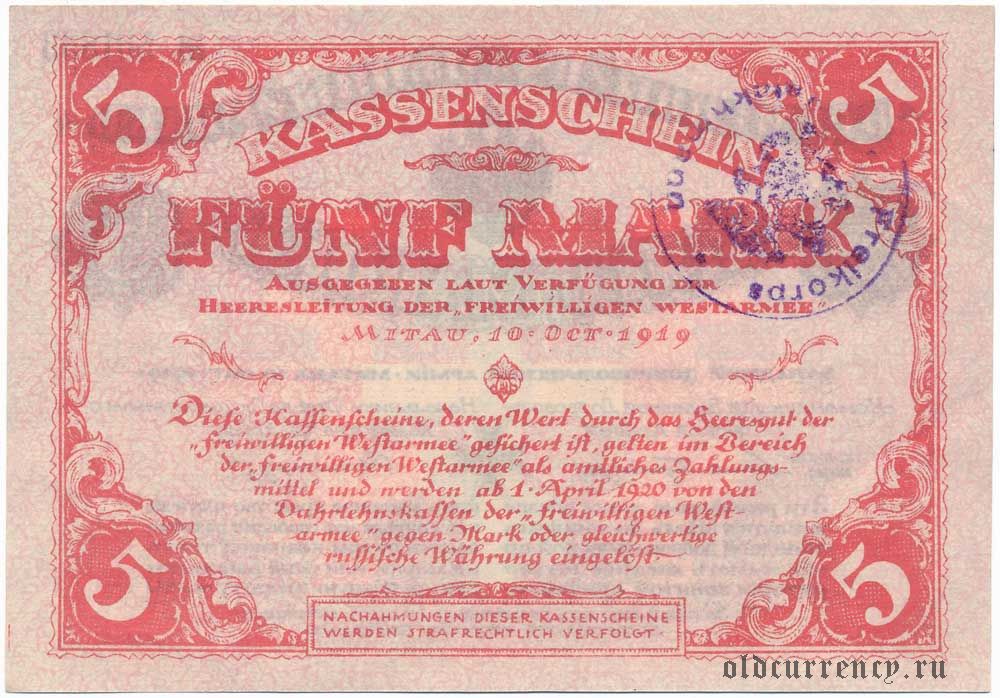 5 5
KASSENSCHEIN
FÜNF MARK
AUSGEGEBEN LAUT VERFÜGUNG DER
HEERESLEITUNG DER „FREIWILLIGEN WESTARMEE"
MITAU, 10·OCT·1919
Freikorps
Diese Kassenscheine, deren Wert durch das Heeresgut der
„freiwilligen Westarmee" gesichert ist, gelten im Bereich
der „freiwilligen Westarmee" als amtliches Zahlungs-
mittel und werden ab 1·April 1920 von den
Darlehnskassen der „freiwilligen West-
armee" gegen Mark oder gleichwertige
russische Währung eingelöst
5 5
NACHAHMUNGEN DIESER KASSENSCHEINE
WERDEN STRAFRECHTLICH VERFOLGT·
oldcurrency.ru